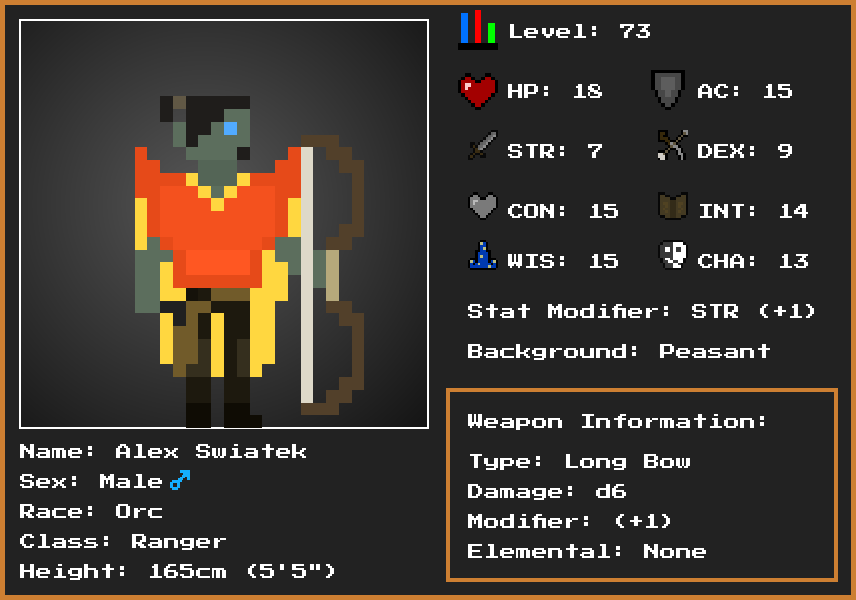 Level: 73
HP: 18 AC: 15
STR: 7 DEX: 9
CON: 15 INT: 14
WIS: 15 CHA: 13
Stat Modifier: STR (+1)
Background: Peasant
Weapon Information:
Type: Long Bow
Damage: d6
Modifier: (+1)
Elemental: None
Name: Alex Swiatek
Sex: Male ♂
Race: Orc
Class: Ranger
Height: 165cm (5'5")